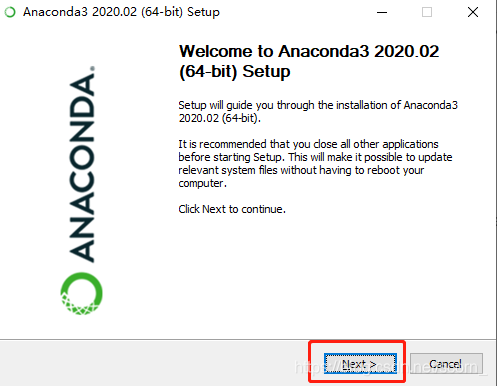 Anaconda3 2020.02 (64-bit) Setup
Welcome to Anaconda3 2020.02
(64-bit) Setup
Setup will guide you through the installation of Anaconda3
2020.02 (64-bit).
It is recommended that you close all other applications
before starting Setup. This will make it possible to update
relevant system files without having to reboot your
computer.
Click Next to continue.
ANACONDA.
Next >
Cancel